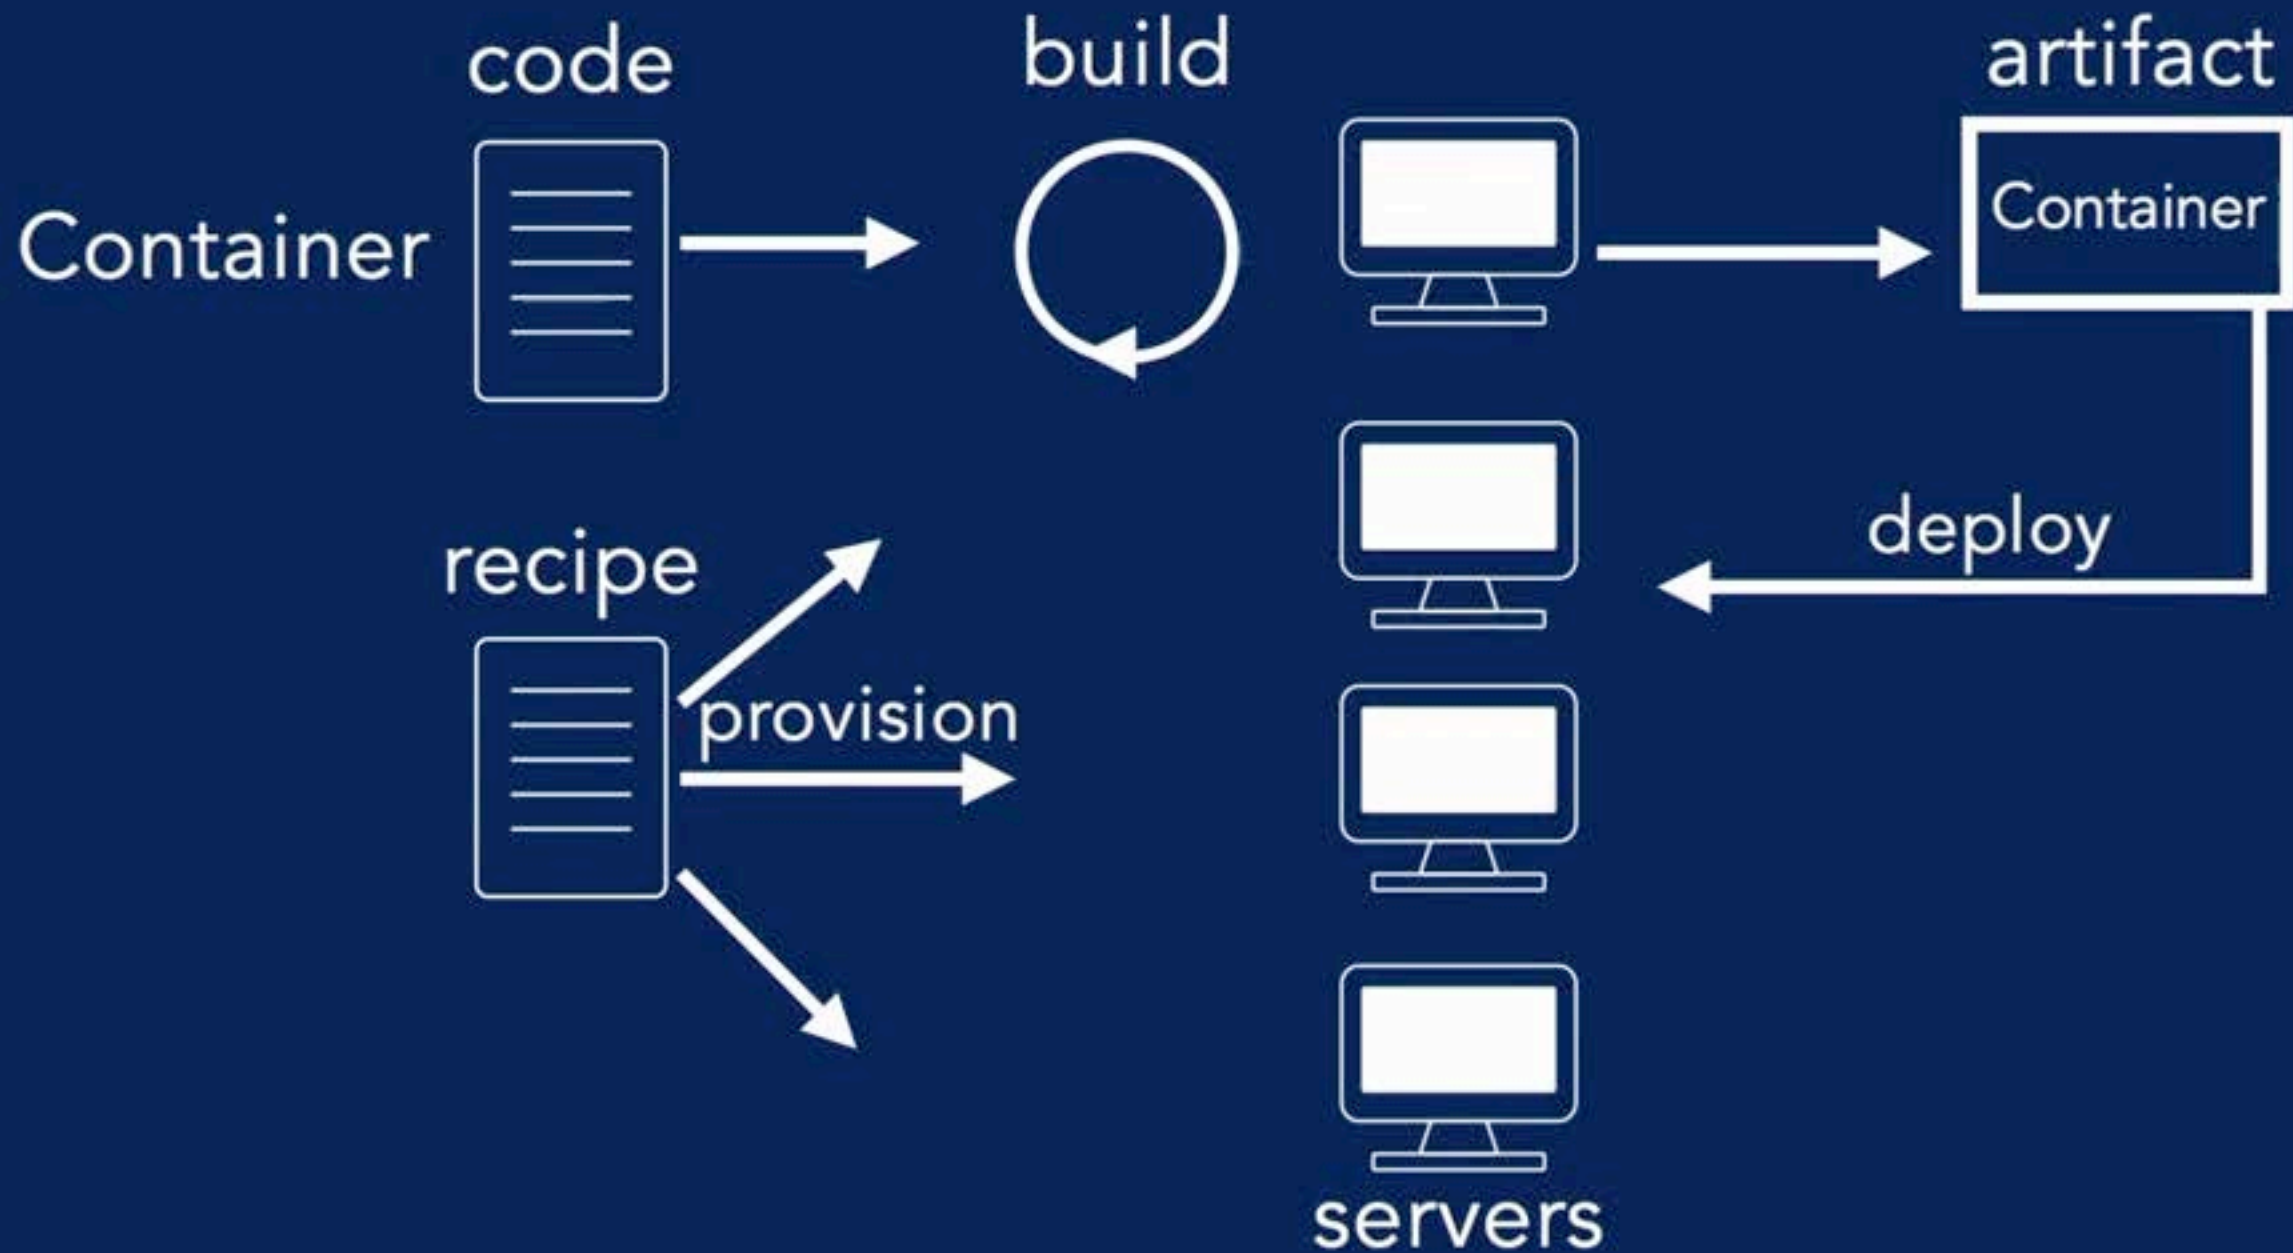 code
build
artifact
Container
Container
recipe
deploy
provision
servers